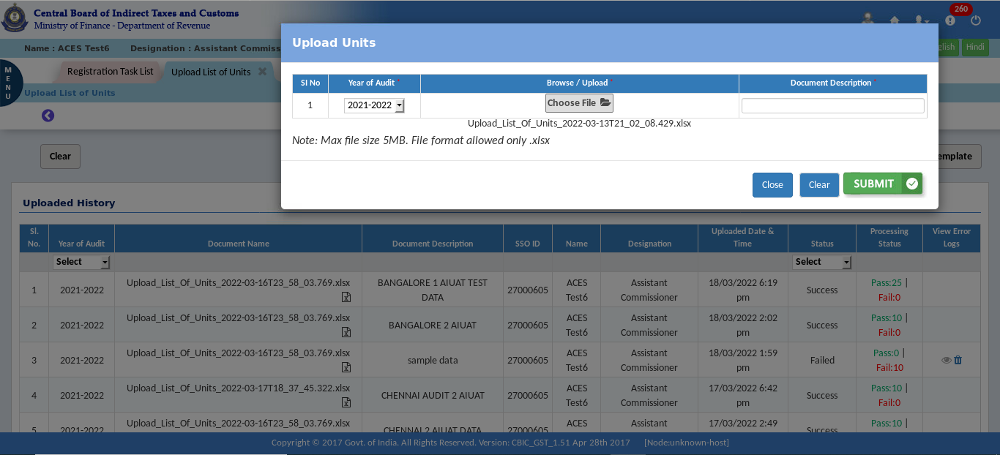 Central Board of Indirect Taxes and Customs
Ministry of Finance - Department of Revenue
260
Name : ACES Test6 Designation : Assistant Commiss
glish Hindi
MENU
Registration Task List Upload List of Units
Upload List of Units
Clear
emplate
Upload Units
Sl No Year of Audit * Browse / Upload * Document Description *
1 2021-2022 Choose File
Upload_List_Of_Units_2022-03-13T21_02_08.429.xlsx
Note: Max file size 5MB. File format allowed only .xlsx
Close Clear SUBMIT
Uploaded History
Sl. No. Year of Audit Document Name Document Description SSO ID Name Designation Uploaded Date & Time Status Processing Status View Error Logs
Select Select
1 2021-2022 Upload_List_Of_Units_2022-03-16T23_58_03.769.xlsx BANGALORE 1 AIUAT TEST DATA 27000605 ACES Test6 Assistant Commissioner 18/03/2022 6:19 pm Success Pass:25 | Fail:0
2 2021-2022 Upload_List_Of_Units_2022-03-16T23_58_03.769.xlsx BANGALORE 2 AIUAT 27000605 ACES Test6 Assistant Commissioner 18/03/2022 2:02 pm Success Pass:10 | Fail:0
3 2021-2022 Upload_List_Of_Units_2022-03-16T23_58_03.769.xlsx sample data 27000605 ACES Test6 Assistant Commissioner 18/03/2022 1:59 pm Failed Pass:0 | Fail:10
4 2021-2022 Upload_List_Of_Units_2022-03-17T18_37_45.322.xlsx CHENNAI AUDIT 2 AIUAT 27000605 ACES Test6 Assistant Commissioner 17/03/2022 6:42 pm Success Pass:10 | Fail:0
5 2021-2022 Upload_List_Of_Units_2022-03-16T23_58_03.769.xlsx CHENNAI 2 AIUAT DATA 27000605 ACES Assistant 17/03/2022 2:49 Success Pass:10 |
Copyright © 2017 Govt. of India. All Rights Reserved. Version: CBIC_GST_1.51 Apr 28th 2017 [Node:unknown-host]